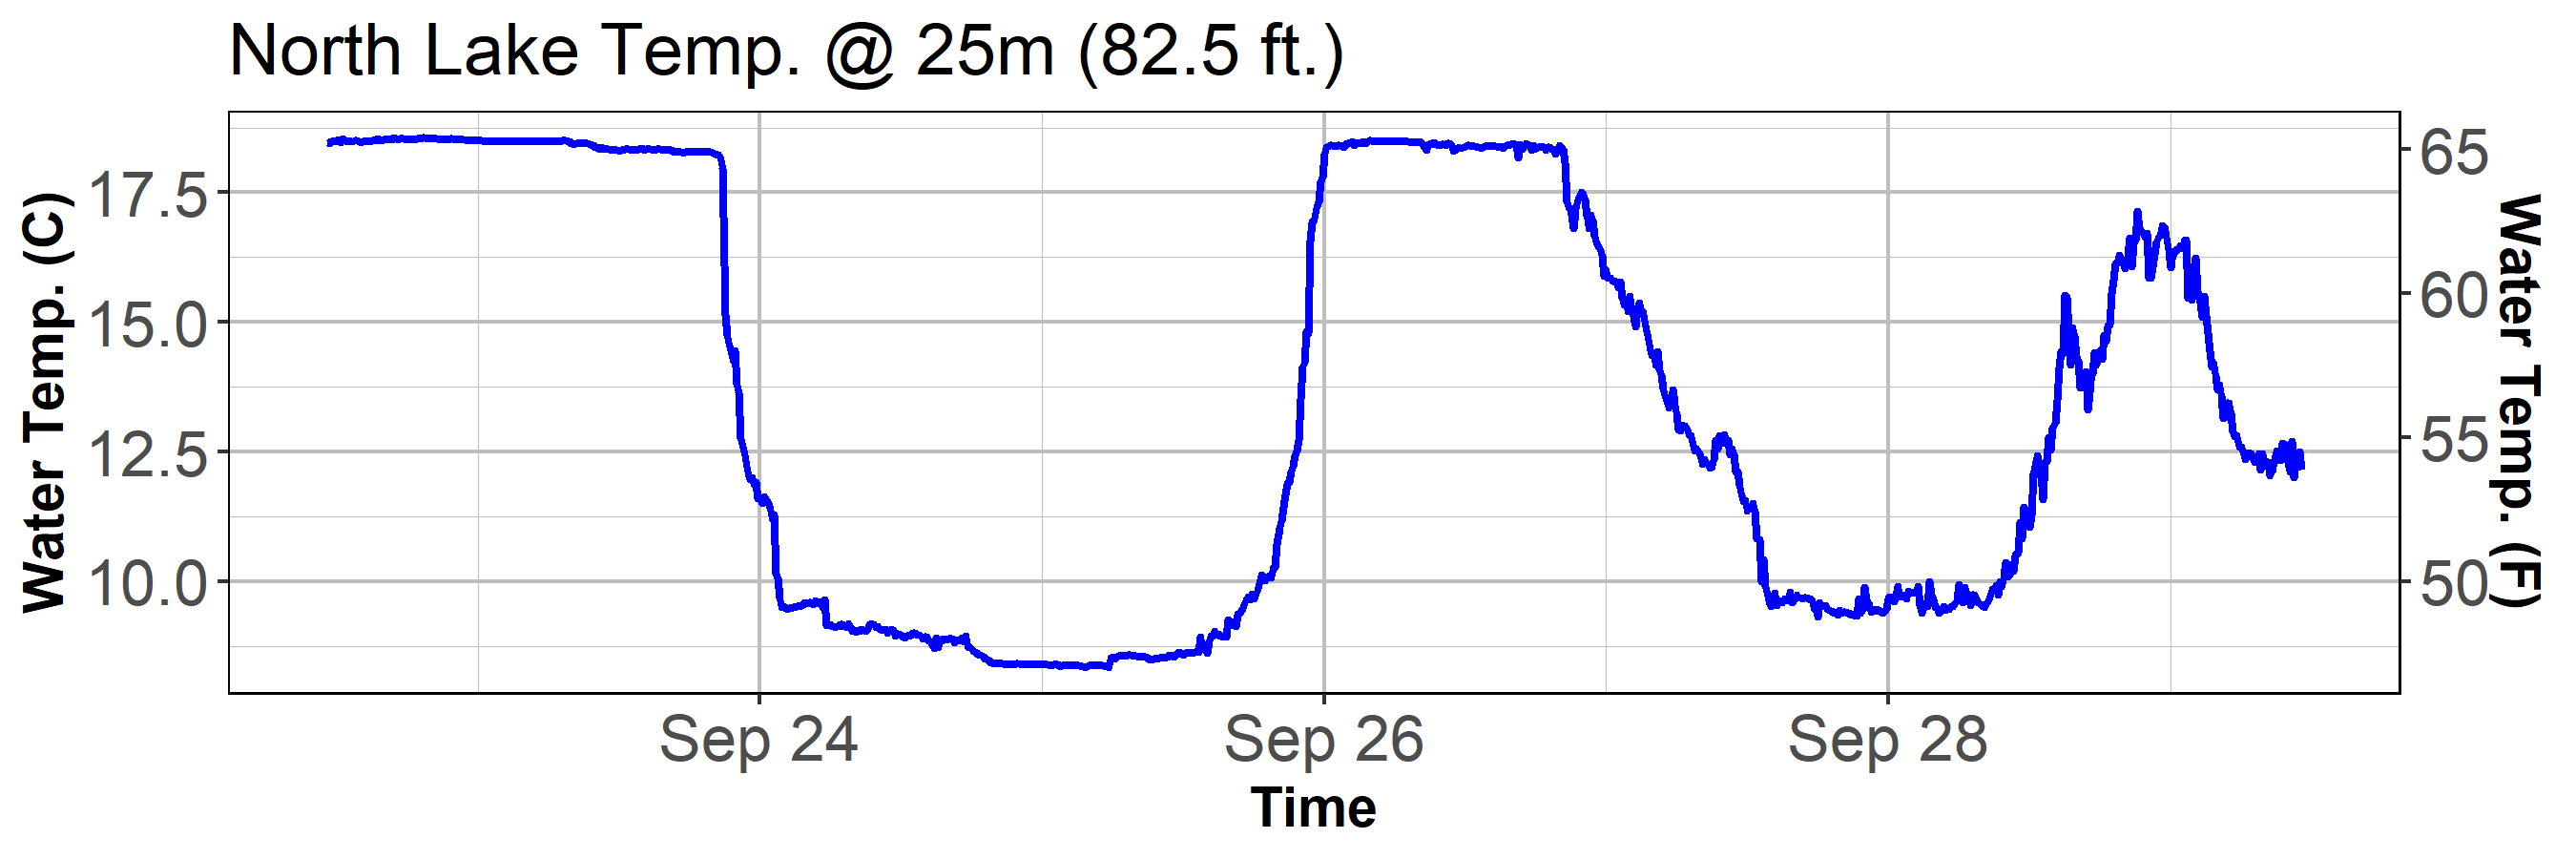 North Lake Temp. @ 25m (82.5 ft.)
Water Temp. (C)
17.5
15.0
12.5
10.0
65
60
55
50
Water Temp. (F)
Sep 24
Sep 26
Sep 28
Time